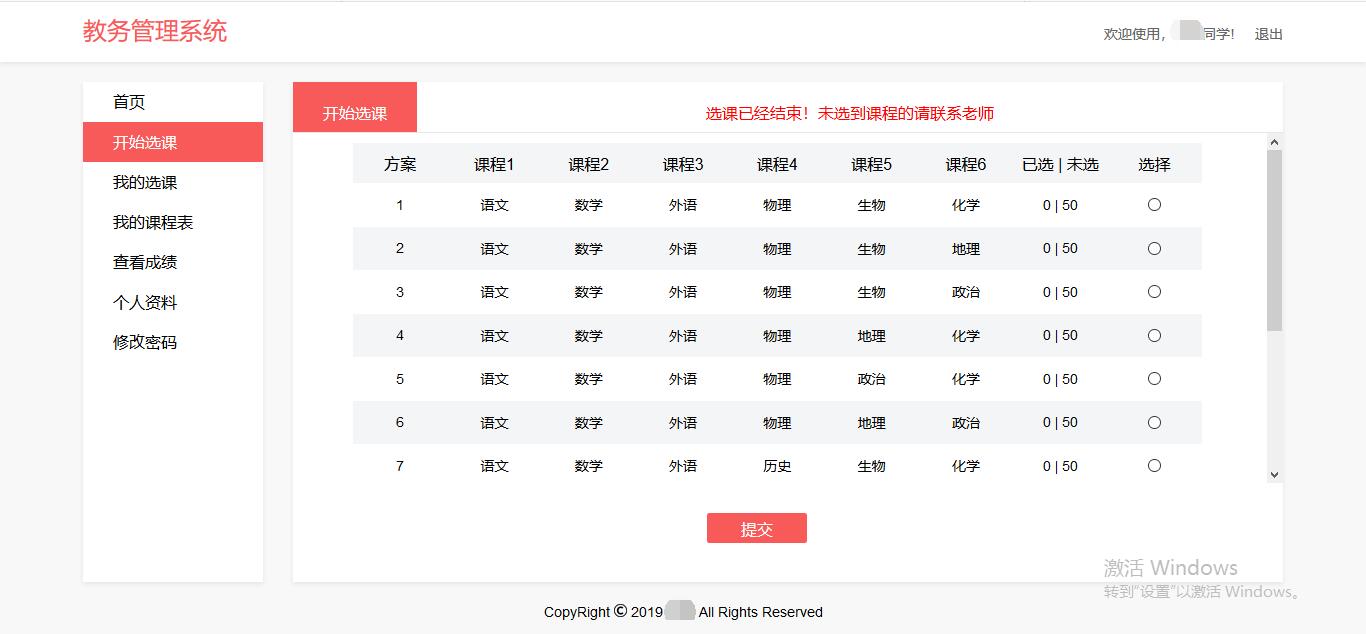 教务管理系统
欢迎使用， 同学! 退出
首页
开始选课
我的选课
我的课程表
查看成绩
个人资料
修改密码
开始选课 选课已经结束！未选到课程的请联系老师
方案 课程1 课程2 课程3 课程4 课程5 课程6 已选 | 未选 选择
1 语文 数学 外语 物理 生物 化学 0 | 50
2 语文 数学 外语 物理 生物 地理 0 | 50
3 语文 数学 外语 物理 生物 政治 0 | 50
4 语文 数学 外语 物理 地理 化学 0 | 50
5 语文 数学 外语 物理 政治 化学 0 | 50
6 语文 数学 外语 物理 地理 政治 0 | 50
7 语文 数学 外语 历史 生物 化学 0 | 50
提交
激活 Windows
转到"设置"以激活 Windows。
CopyRight © 2019 All Rights Reserved